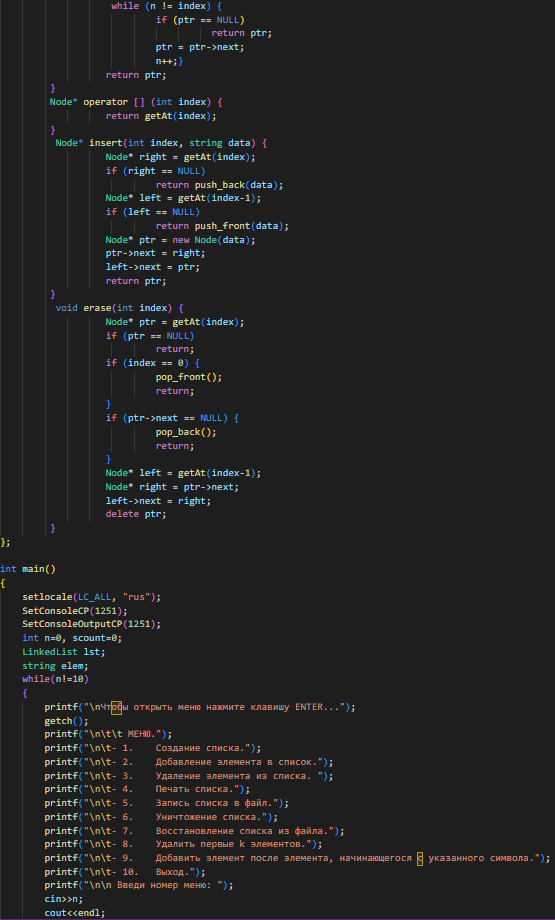 while (n != index) {
if (ptr == NULL)
return ptr;
ptr = ptr->next;
n++;}
return ptr;
}
Node* operator [] (int index) {
return getAt(index);
}
Node* insert(int index, string data) {
Node* right = getAt(index);
if (right == NULL)
return push_back(data);
Node* left = getAt(index-1);
if (left == NULL)
return push_front(data);
Node* ptr = new Node(data);
ptr->next = right;
left->next = ptr;
return ptr;
}
void erase(int index) {
Node* ptr = getAt(index);
if (ptr == NULL)
return;
if (index == 0) {
pop_front();
return;
}
if (ptr->next == NULL) {
pop_back();
return;
}
Node* left = getAt(index-1);
Node* right = ptr->next;
left->next = right;
delete ptr;
}
};
int main()
{
setlocale(LC_ALL, "rus");
SetConsoleCP(1251);
SetConsoleOutputCP(1251);
int n=0, scount=0;
LinkedList lst;
string elem;
while(n!=10)
{
printf("\nЧтобы открыть меню нажмите клавишу ENTER...");
getch();
printf("\n\t\t МЕНЮ.");
printf("\n\t- 1.    Создание списка.");
printf("\n\t- 2.    Добавление элемента в список.");
printf("\n\t- 3.    Удаление элемента из списка. ");
printf("\n\t- 4.    Печать списка.");
printf("\n\t- 5.    Запись списка в файл.");
printf("\n\t- 6.    Уничтожение списка.");
printf("\n\t- 7.    Восстановление списка из файла.");
printf("\n\t- 8.    Удалить первые k элементов.");
printf("\n\t- 9.    Добавить элемент после элемента, начинающегося с указанного символа.");
printf("\n\t- 10.   Выход.");
printf("\n\n Введи номер меню: ");
cin>>n;
cout<<endl;